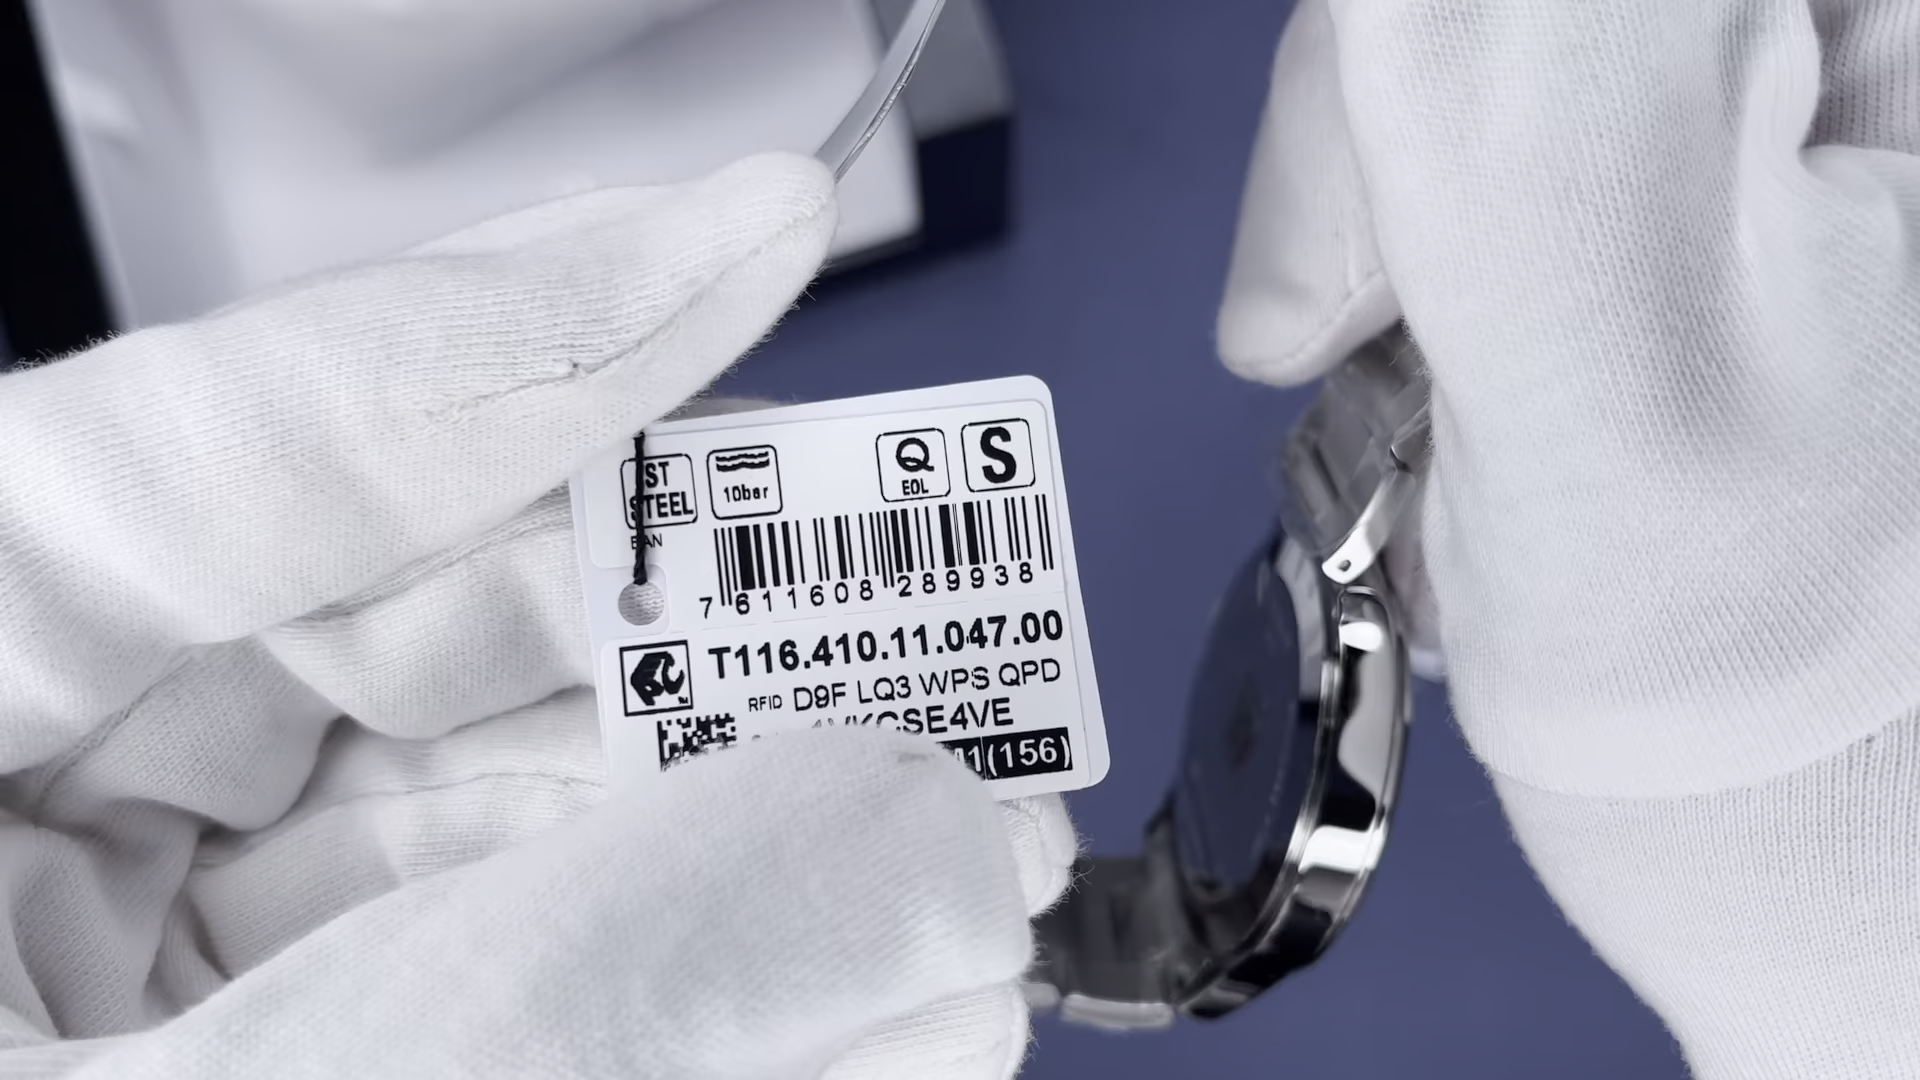 ST STEEL
10bar
Q
EOL
S
EAN
7 611608 289938
T116.410.11.047.00
RFID D9F LQ3 WPS QPD
(156)